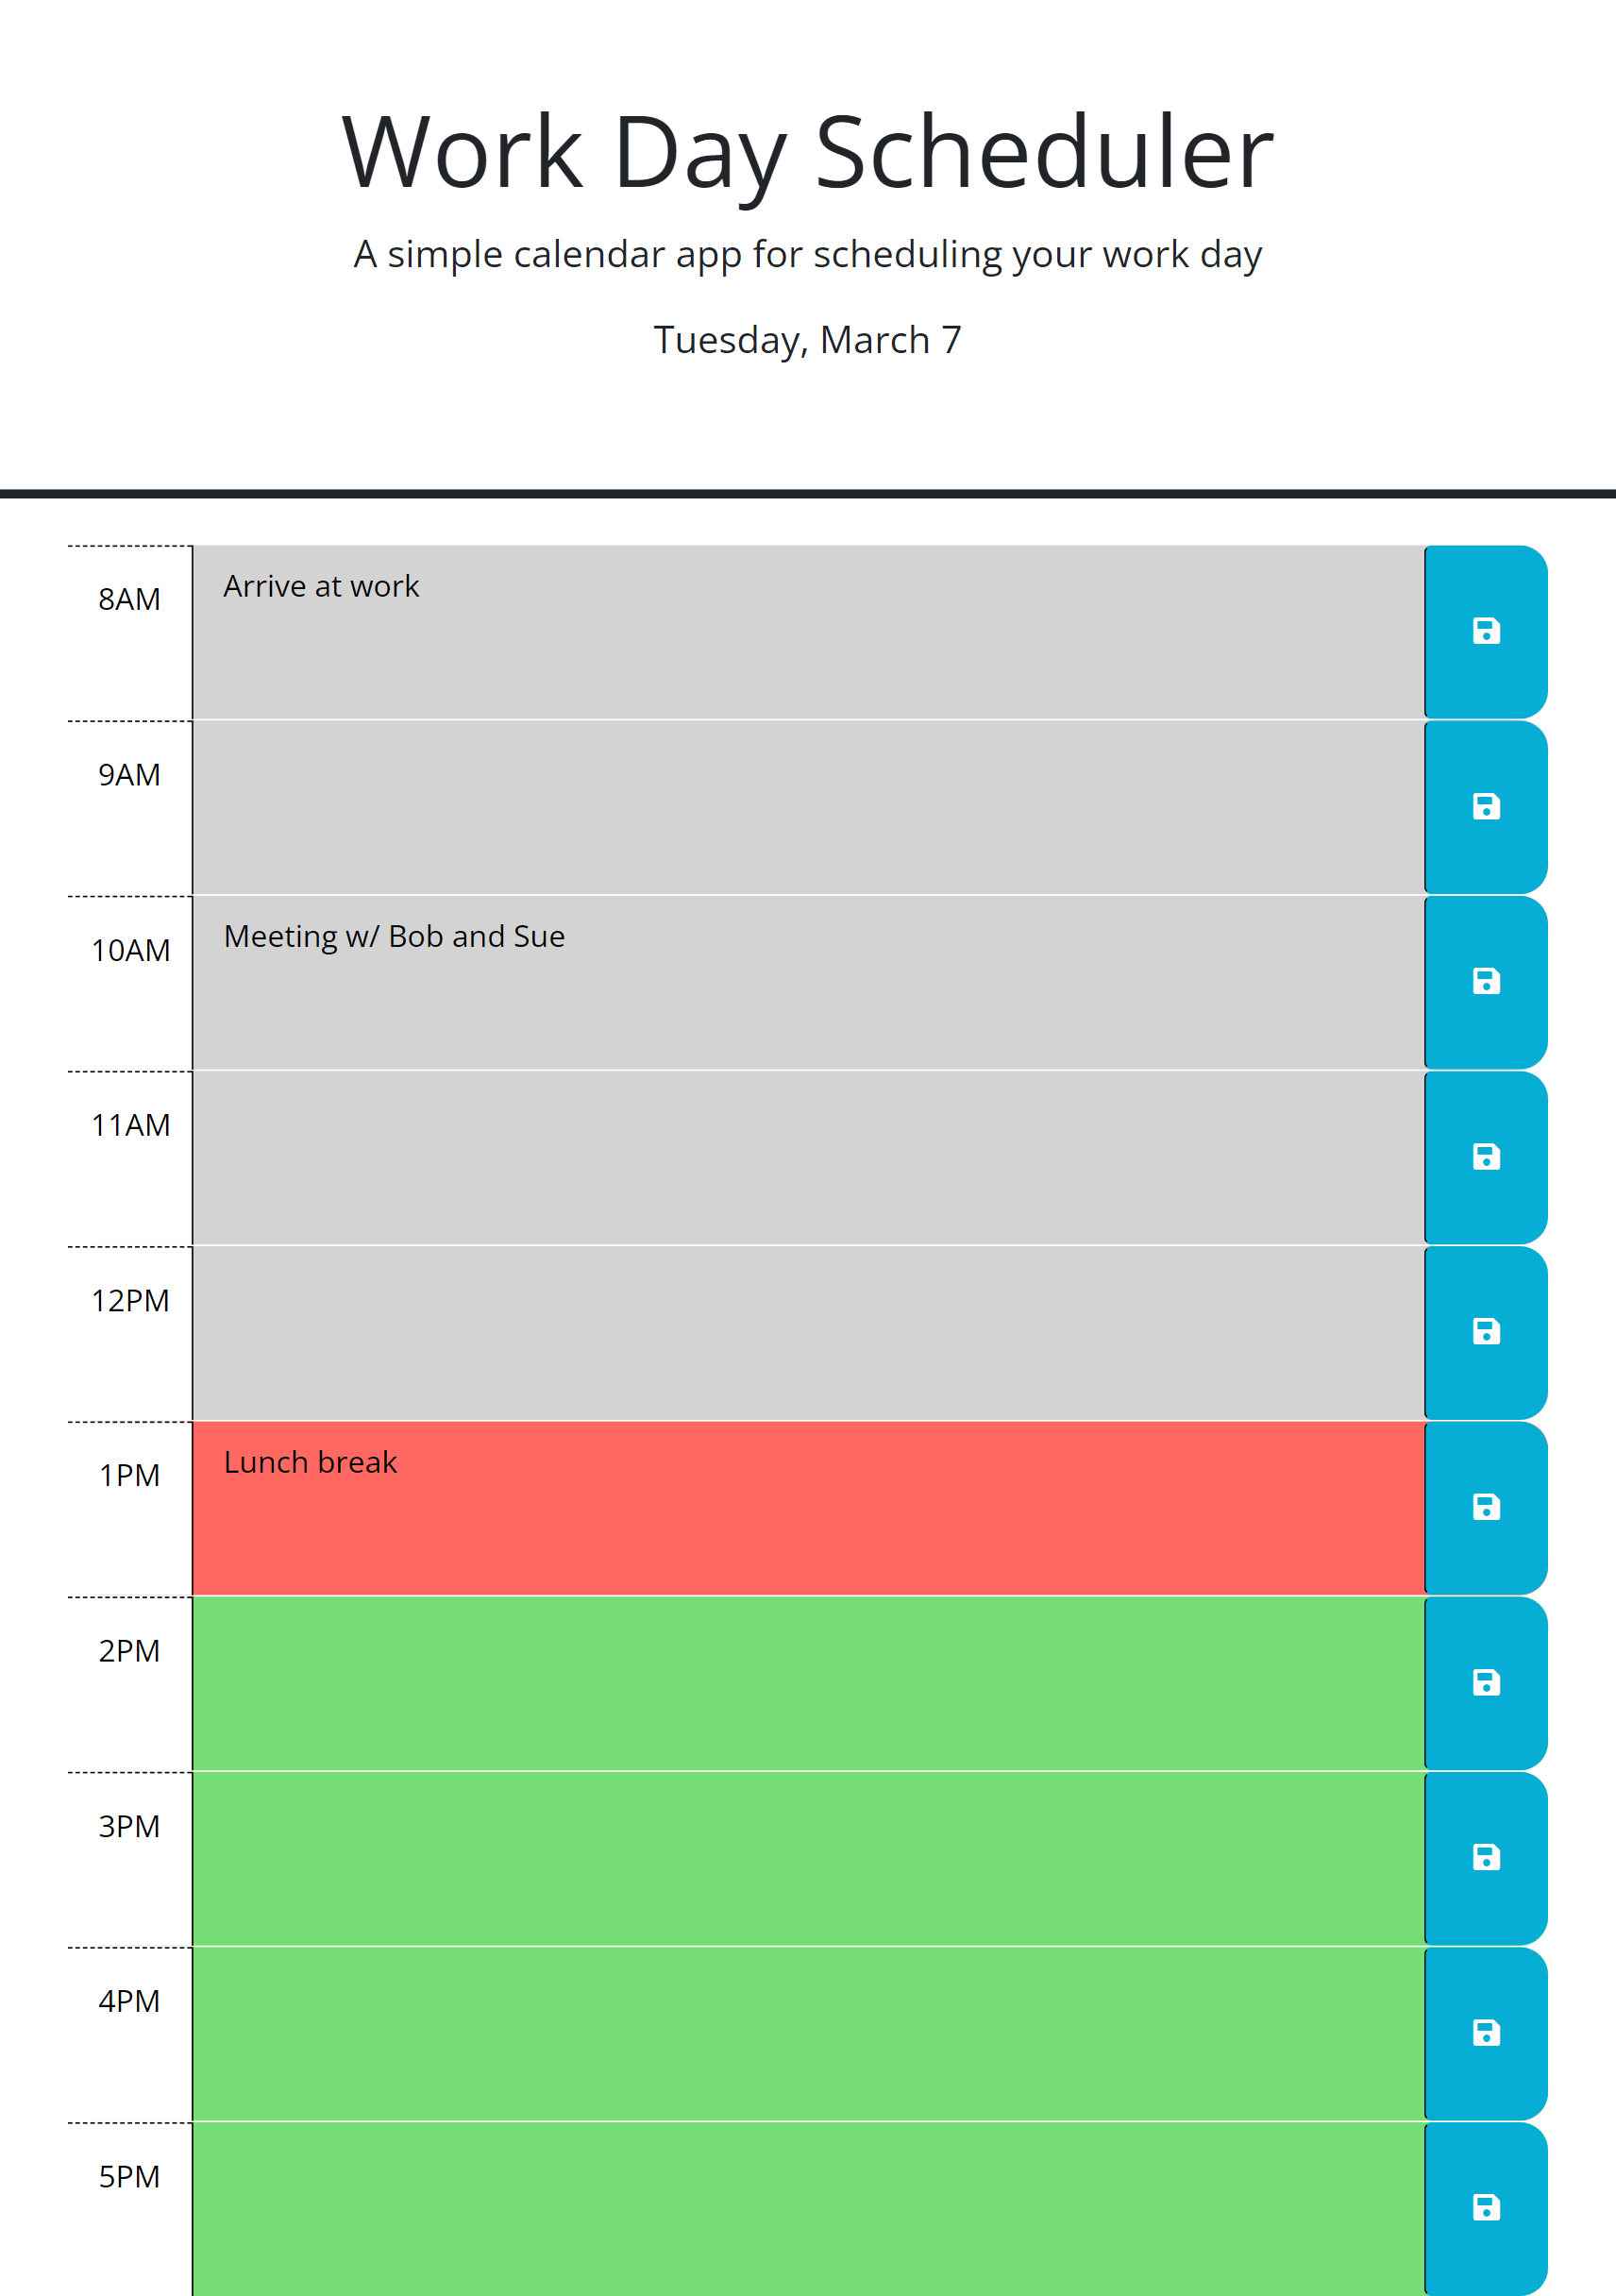 Work Day Scheduler
A simple calendar app for scheduling your work day
Tuesday, March 7
8AM
Arrive at work
9AM
10AM
Meeting w/ Bob and Sue
11AM
12PM
1PM
Lunch break
2PM
3PM
4PM
5PM